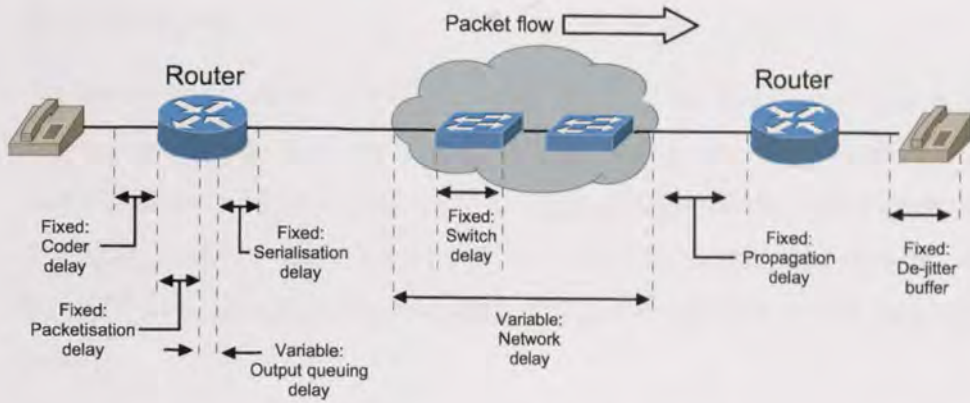 Packet flow
Router
Router
Fixed:
Coder
delay
Fixed:
Serialisation
delay
Fixed:
Switch
delay
Fixed:
Propagation
delay
Fixed:
De-jitter
buffer
Fixed:
Packetisation
delay
Variable:
Output queuing
delay
Variable:
Network
delay